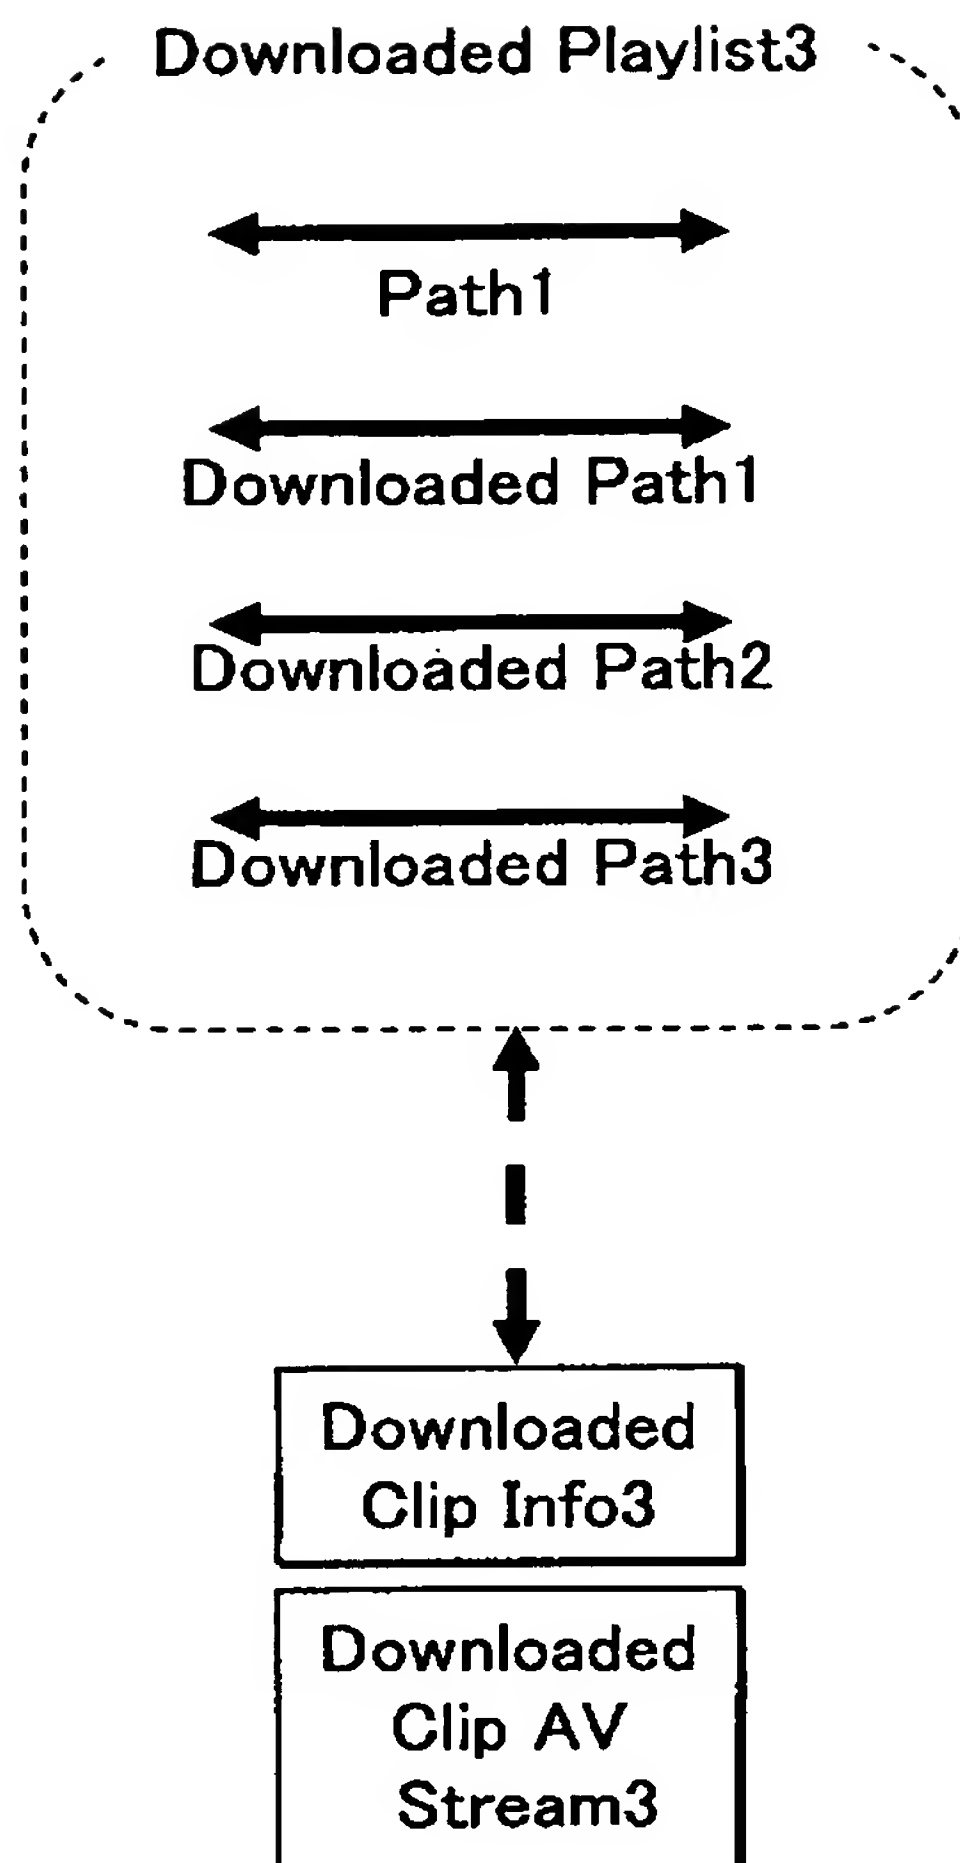 Downloaded Playlist3
Path1
Downloaded Path1
Downloaded Path2
Downloaded Path3
Downloaded
Clip Info3
Downloaded
Clip AV
Stream3